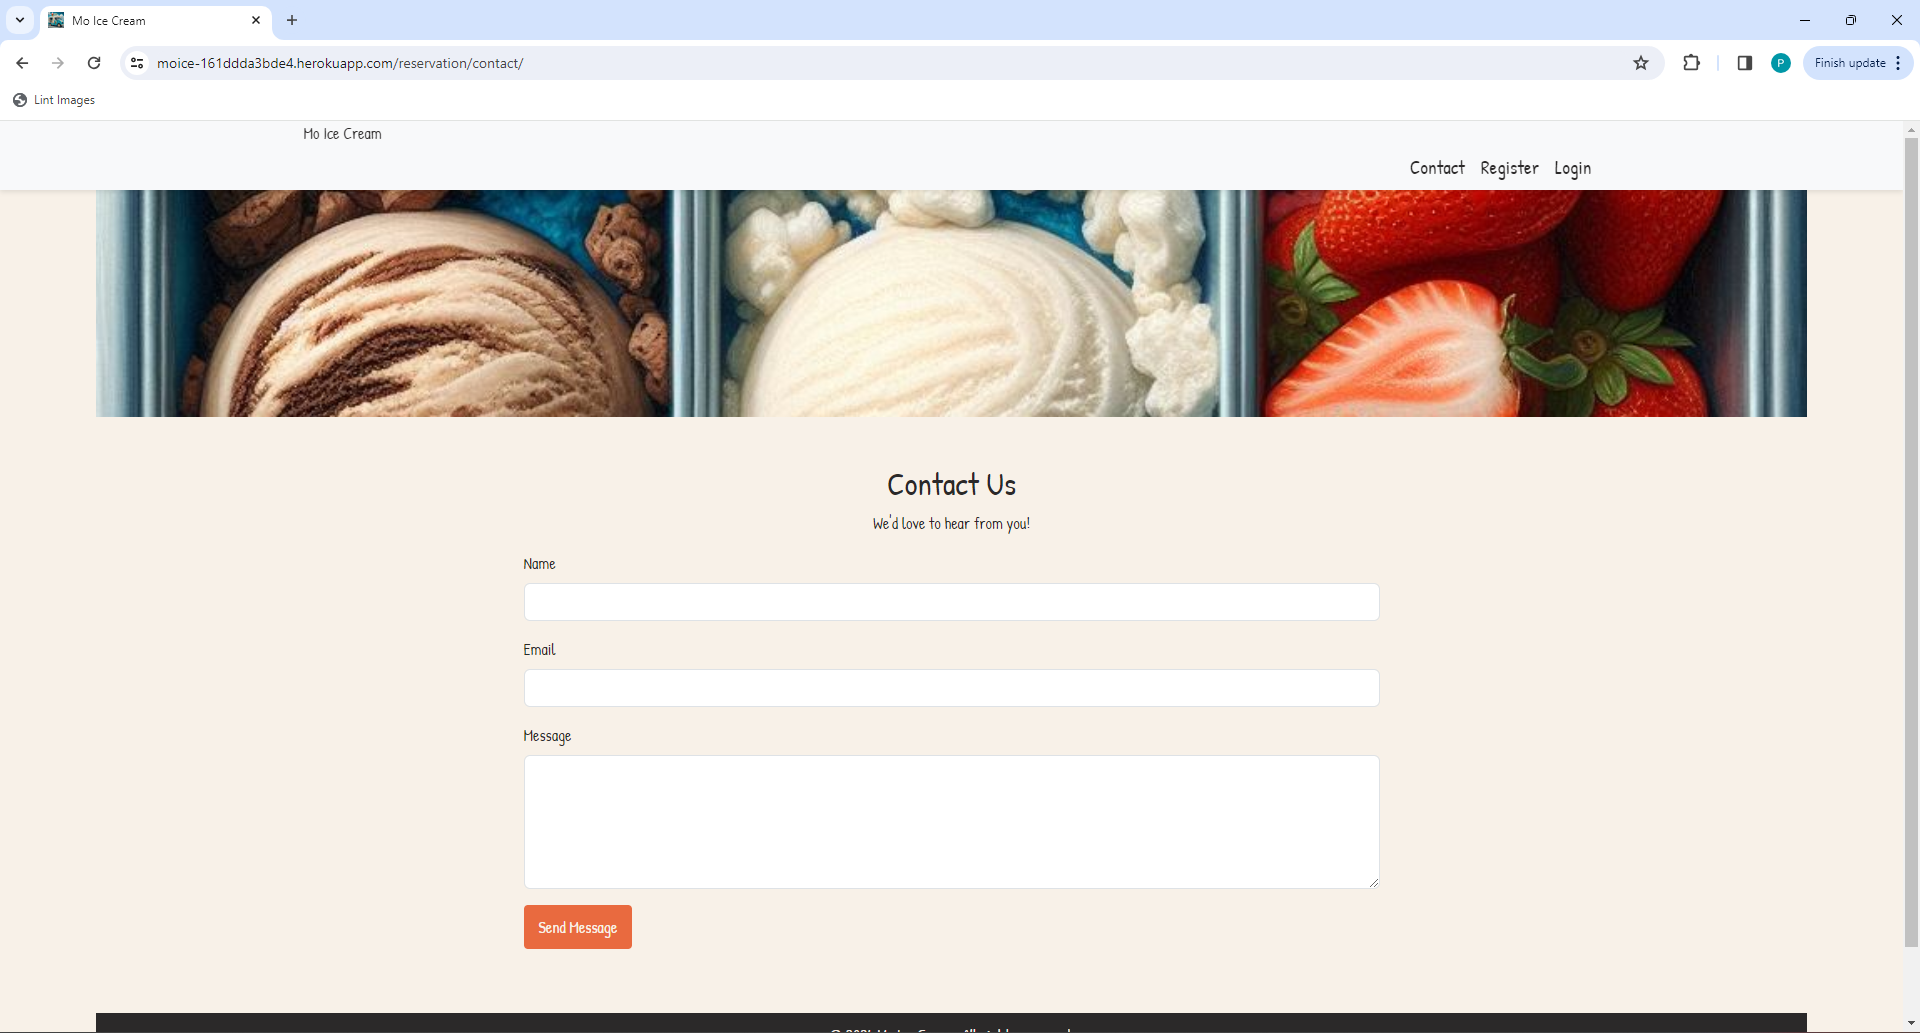 Mo Ice Cream
moice-161ddda3bde4.herokuapp.com/reservation/contact/
P
Finish update
Lint Images
Mo Ice Cream
Contact Register Login
Contact Us
We'd love to hear from you!
Name
Email
Message
Send Message